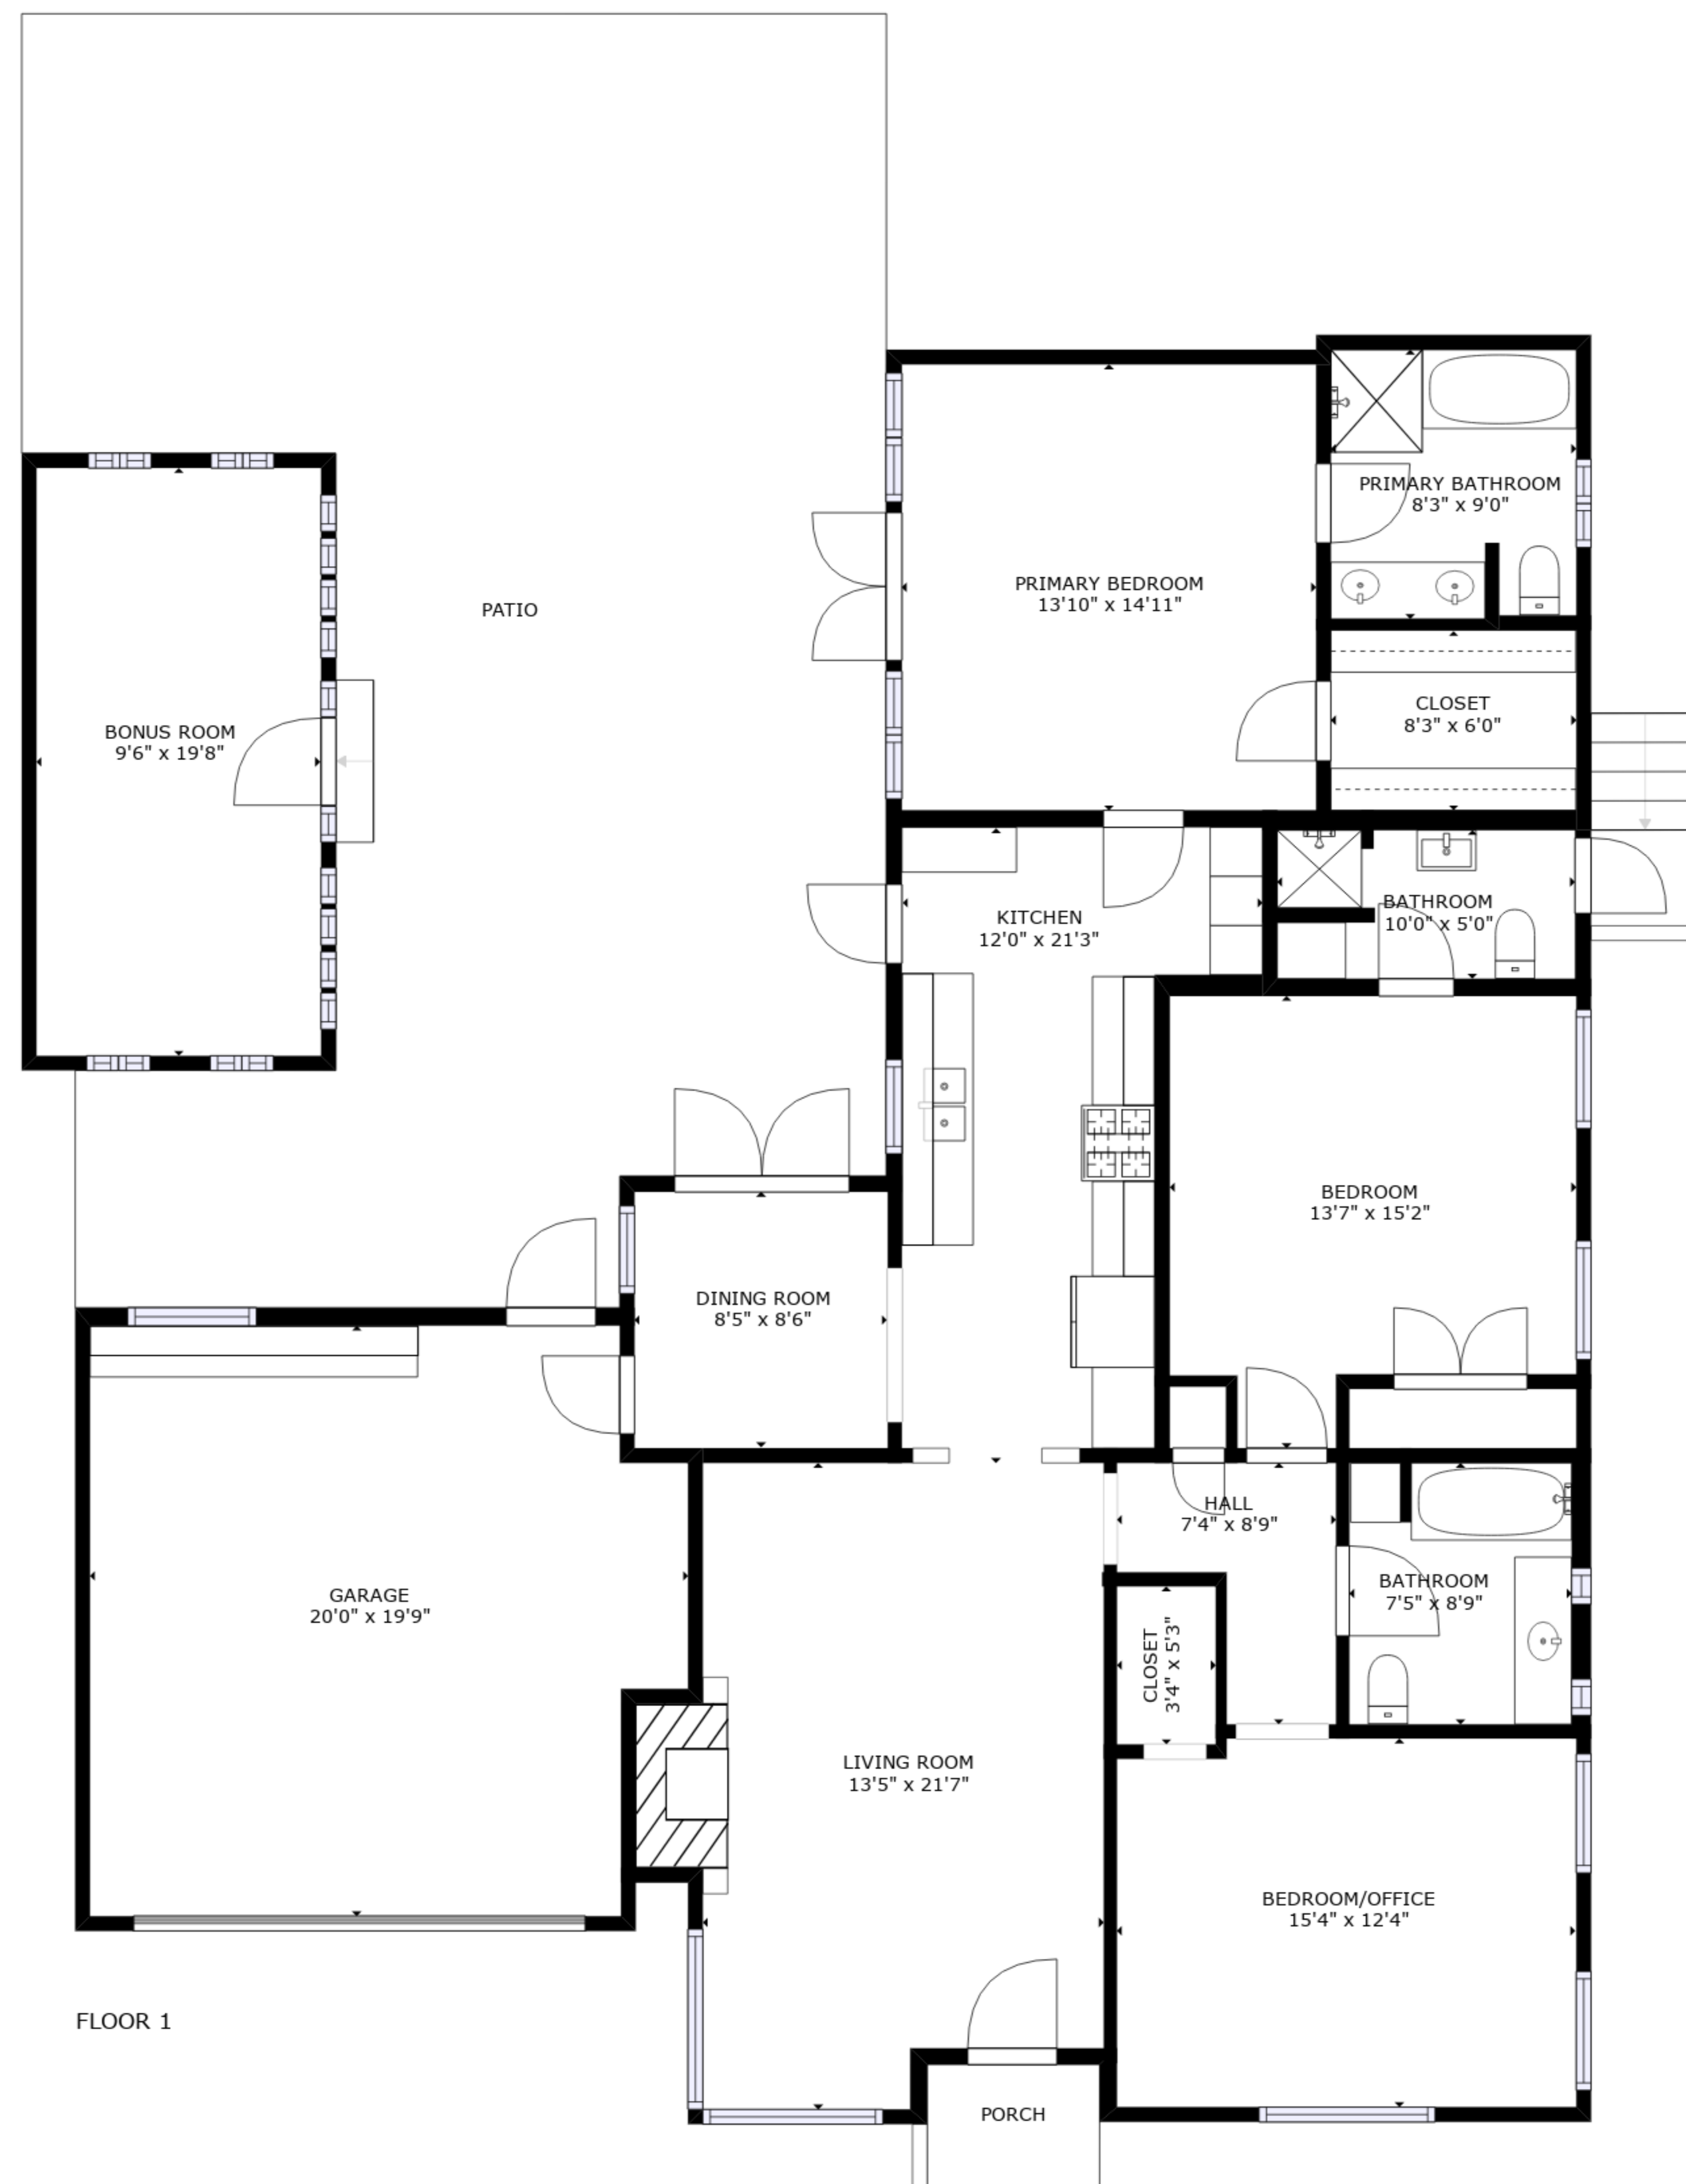 PRIMARY BATHROOM
8'3" x 9'0"
PRIMARY BEDROOM
13'10" x 14'11"
PATIO
CLOSET
8'3" x 6'0"
BONUS ROOM
9'6" x 19'8"
BATHROOM
10'0" x 5'0"
KITCHEN
12'0" x 21'3"
BEDROOM
13'7" x 15'2"
DINING ROOM
8'5" x 8'6"
HALL
7'4" x 8'9"
BATHROOM
7'5" x 8'9"
GARAGE
20'0" x 19'9"
CLOSET
3'4" x 5'3"
LIVING ROOM
13'5" x 21'7"
BEDROOM/OFFICE
15'4" x 12'4"
FLOOR 1
PORCH